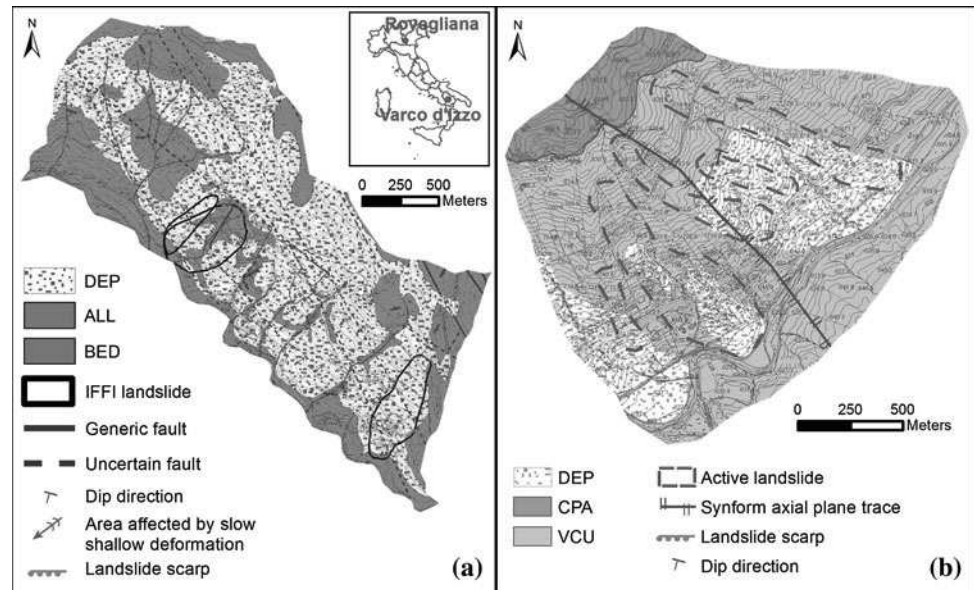 N
Rovegliana
Varco d'Izzo
0 250 500
Meters
DEP
ALL
BED
IFFI landslide
Generic fault
Uncertain fault
Dip direction
Area affected by slow
shallow deformation
Landslide scarp
(a)
N
0 250 500
Meters
DEP
CPA
VCU
Active landslide
Synform axial plane trace
Landslide scarp
Dip direction
(b)